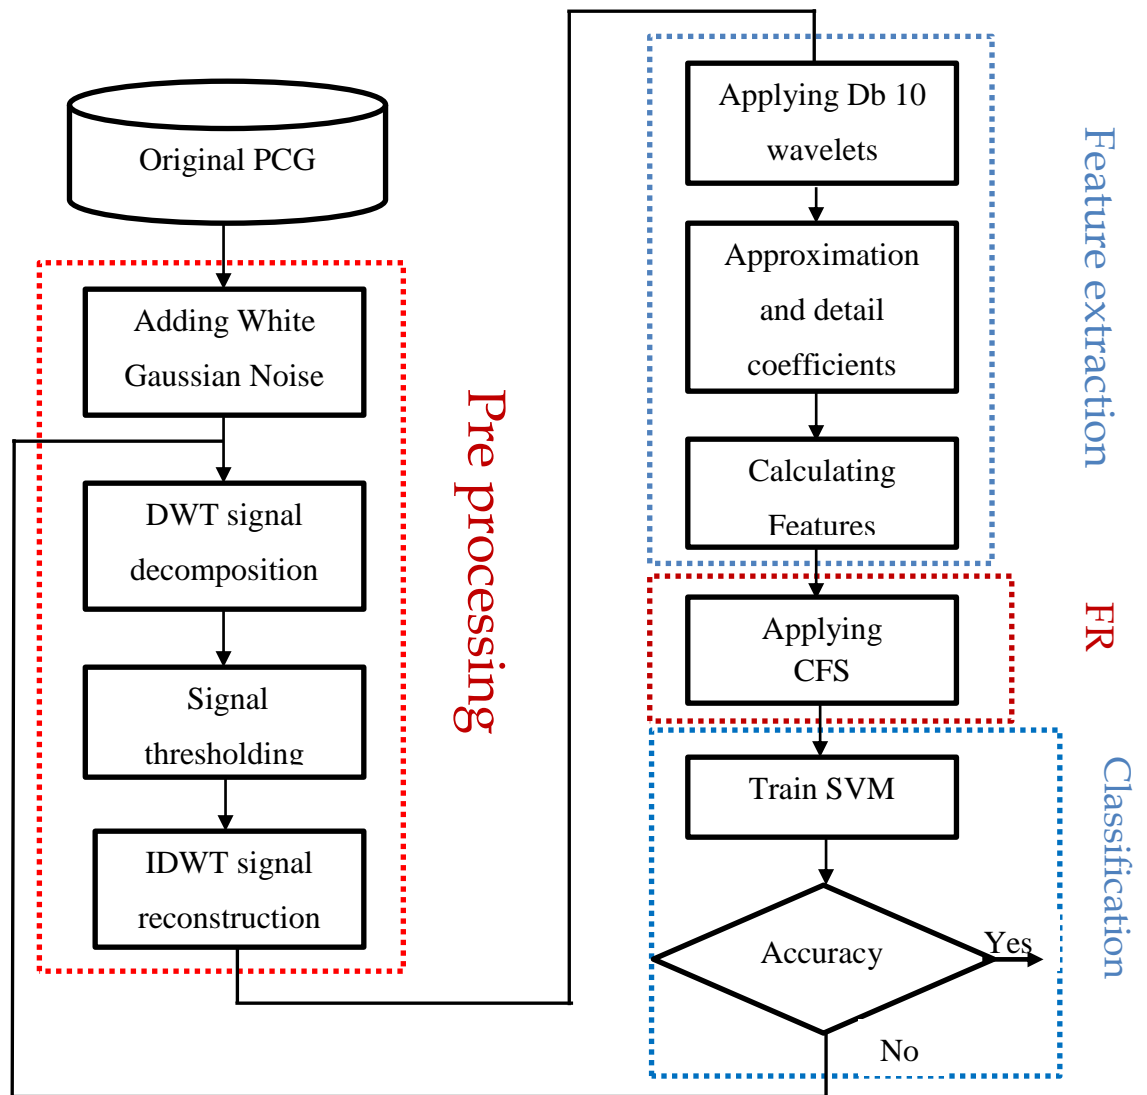 Original PCG
Adding White
Gaussian Noise
DWT signal
decomposition
Signal
thresholding
IDWT signal
reconstruction
Pre processing
Applying Db 10
wavelets
Approximation
and detail
coefficients
Calculating
Features
Feature extraction
Applying
CFS
FR
Train SVM
Accuracy
Yes
No
Classification